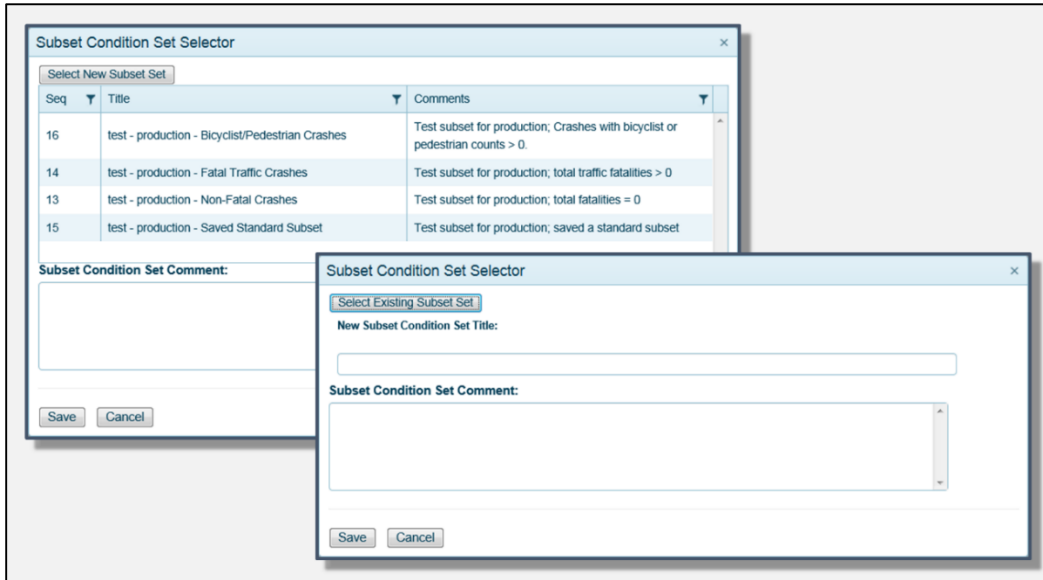 Subset Condition Set Selector
Select New Subset Set
Seq Title Comments
16 test - production - Bicyclist/Pedestrian Crashes Test subset for production; Crashes with bicyclist or
pedestrian counts > 0.
14 test - production - Fatal Traffic Crashes Test subset for production; total traffic fatalities > 0
13 test - production - Non-Fatal Crashes Test subset for production; total fatalities = 0
15 test - production - Saved Standard Subset Test subset for production; saved a standard subset
Subset Condition Set Comment:
Save Cancel
Subset Condition Set Selector
Select Existing Subset Set
New Subset Condition Set Title:
Subset Condition Set Comment:
Save Cancel